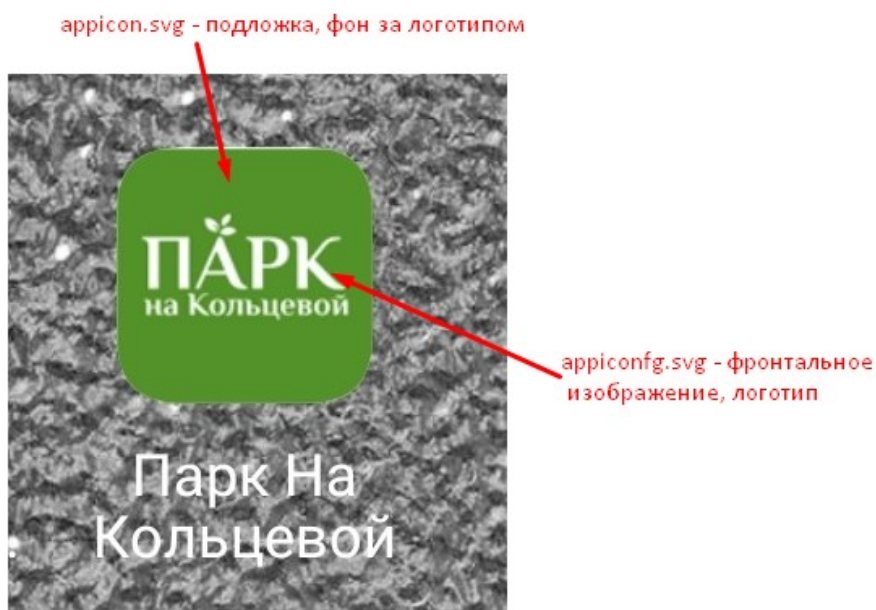 appicon.svg - подложка, фон за логотипом
ПАРК
на Кольцевой
appiconfg.svg - фронтальное
изображение, логотип
Парк На
Кольцевой